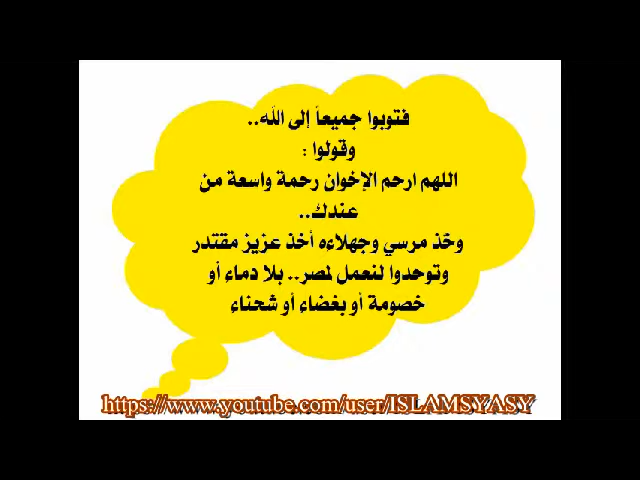 فتوبوا جميعاً إلى الله..
وقولوا :
اللهم ارحم الإخوان رحمة واسعة من
عندك..
وخُذ مرسي وجهلاءه أخذ عزيز مقتدر
وتوحدوا لنعمل لمصر.. بلا دماء أو
خصومة أو بغضاء أو شحناء
https://www.youtube.com/user/ISLAMSYASY